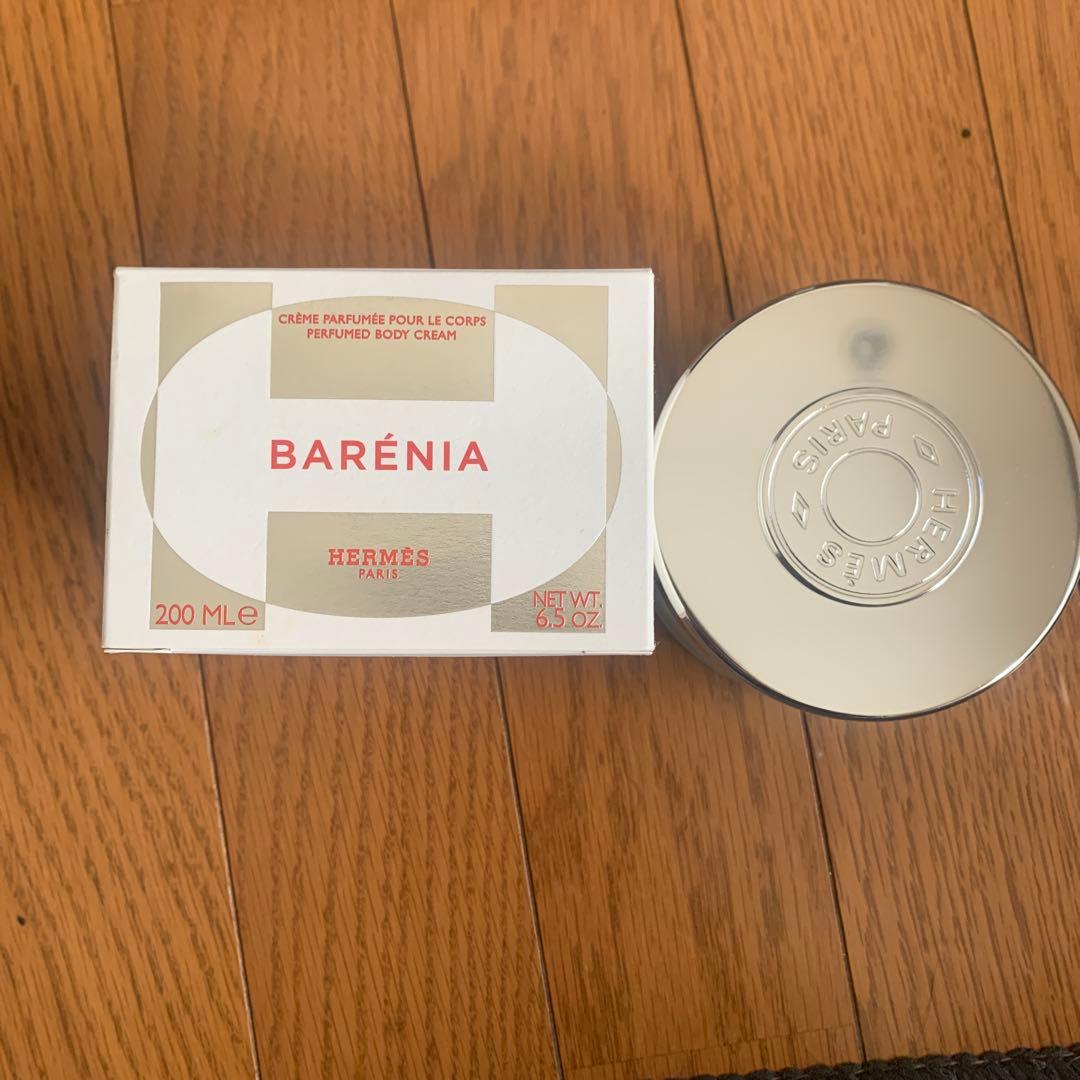 CRÈME PARFUMÉE POUR LE CORPS
PERFUMED BODY CREAM
BARÉNIA
HERMÈS
PARIS
200 ML ℮
NET WT.
6.5 OZ.
HERMÈS
PARIS